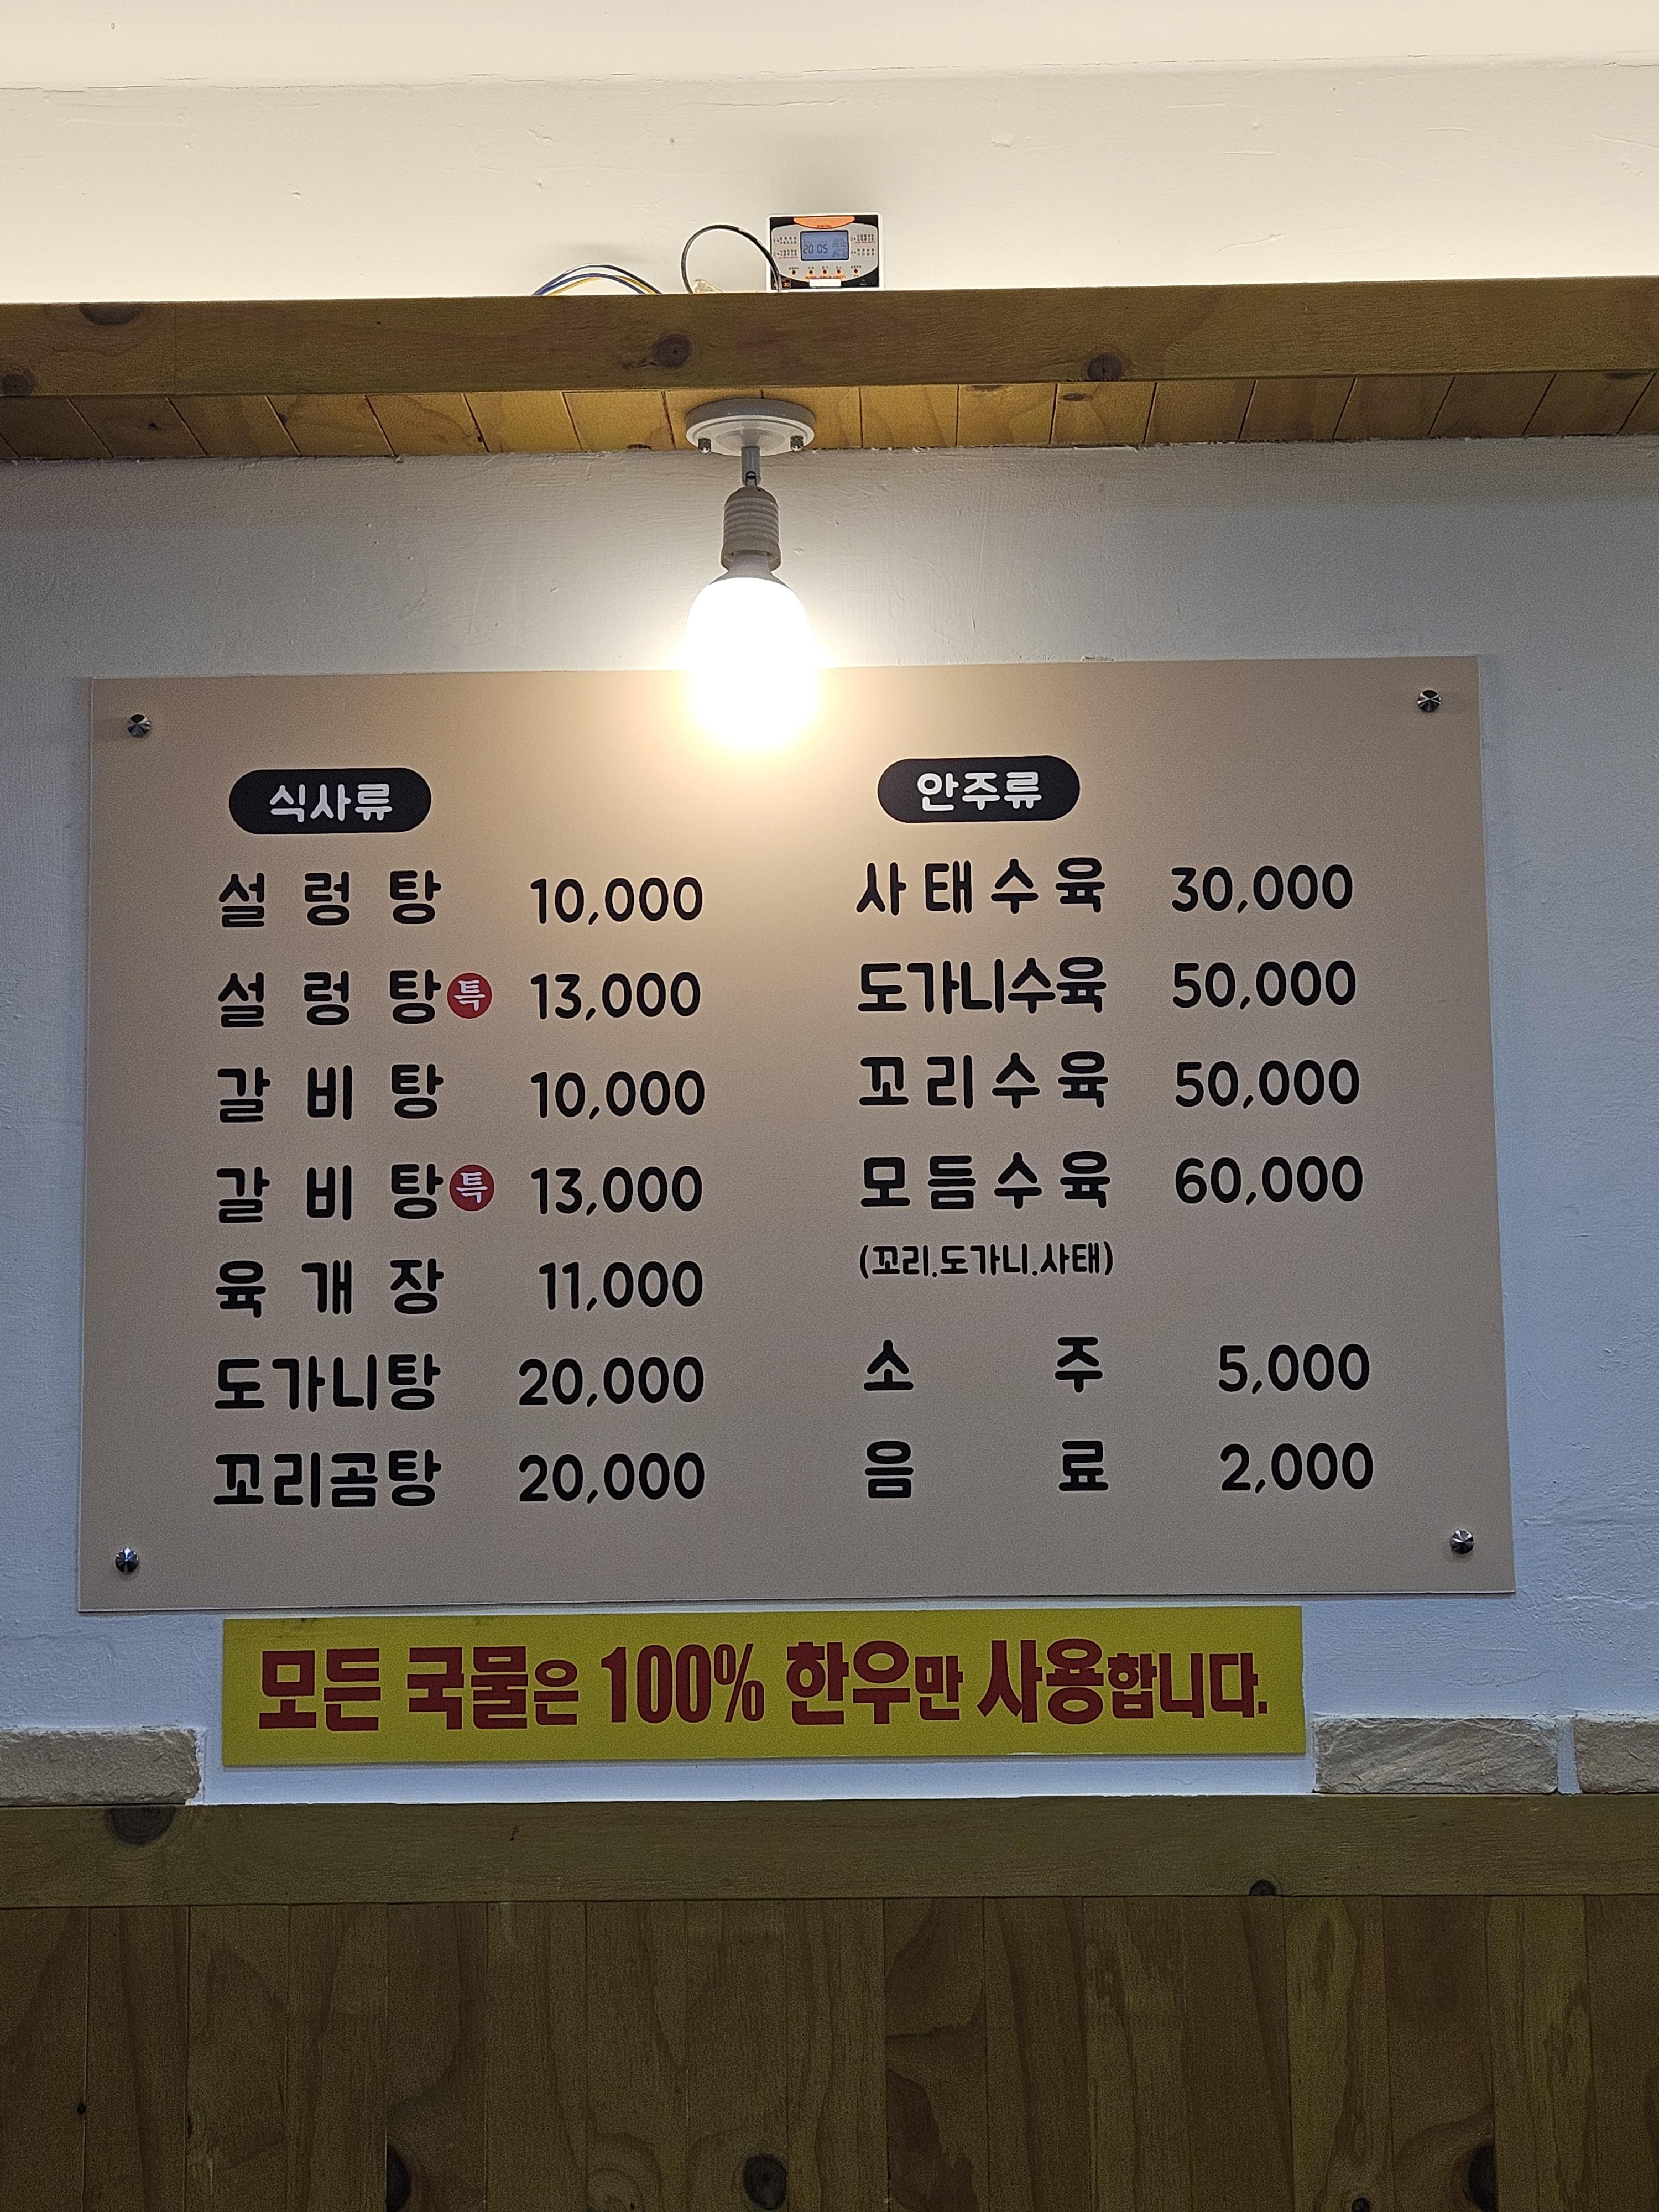 20:05
식사류
설렁탕 10,000
설렁탕 특 13,000
갈비탕 10,000
갈비탕 특 13,000
육개장 11,000
도가니탕 20,000
꼬리곰탕 20,000
안주류
사태수육 30,000
도가니수육 50,000
꼬리수육 50,000
모듬수육 60,000
(꼬리.도가니.사태)
소주 5,000
음료 2,000
모든 국물은 100% 한우만 사용합니다.